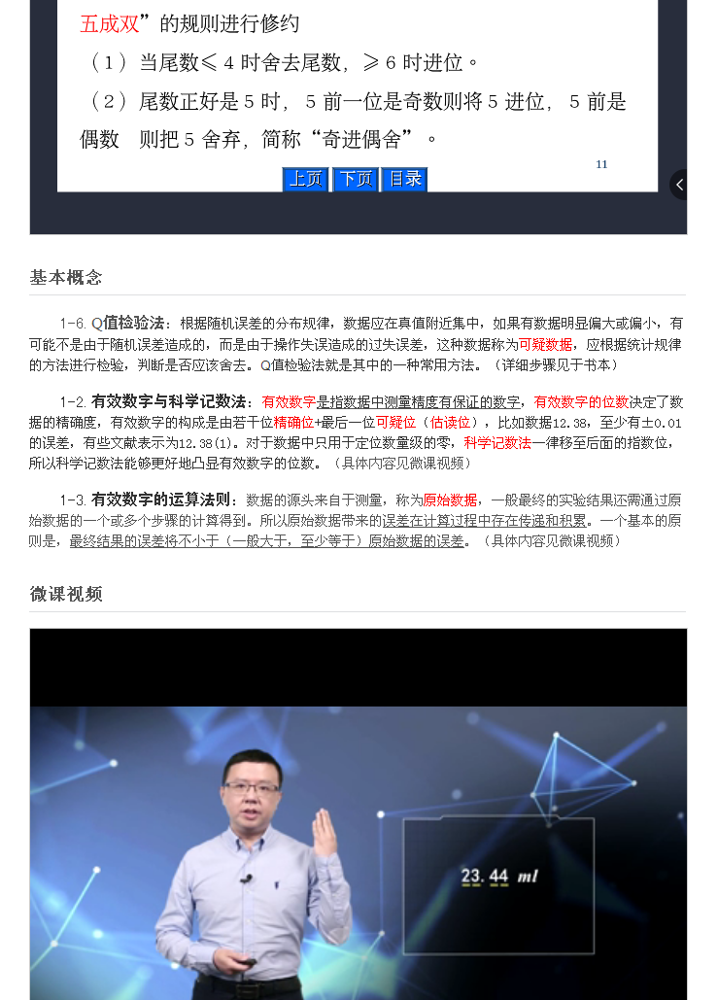 五成双”的规则进行修约
（1）当尾数≤ 4 时舍去尾数，≥ 6 时进位。
（2）尾数正好是 5 时， 5 前一位是奇数则将 5 进位， 5 前是
偶数　则把 5 舍弃，简称“奇进偶舍”。
11
上页 下页 目录
基本概念
1-6. Q值检验法：根据随机误差的分布规律，数据应在真值附近集中，如果有数据明显偏大或偏小，有
可能不是由于随机误差造成的，而是由于操作失误造成的过失误差，这种数据称为可疑数据，应根据统计规律
的方法进行检验，判断是否应该舍去。Q值检验法就是其中的一种常用方法。（详细步骤见于书本）
1-2. 有效数字与科学记数法：有效数字是指数据中测量精度有保证的数字，有效数字的位数决定了数
据的精确度，有效数字的构成是由若干位精确位+最后一位可疑位（估读位），比如数据12.38，至少有±0.01
的误差，有些文献表示为12.38(1)。对于数据中只用于定位数量级的零，科学记数法一律移至后面的指数位，
所以科学记数法能够更好地凸显有效数字的位数。（具体内容见微课视频）
1-3. 有效数字的运算法则：数据的源头来自于测量，称为原始数据，一般最终的实验结果还需通过原
始数据的一个或多个步骤的计算得到。所以原始数据带来的误差在计算过程中存在传递和积累。一个基本的原
则是，最终结果的误差将不小于（一般大于，至少等于）原始数据的误差。（具体内容见微课视频）
微课视频
23.44 ml